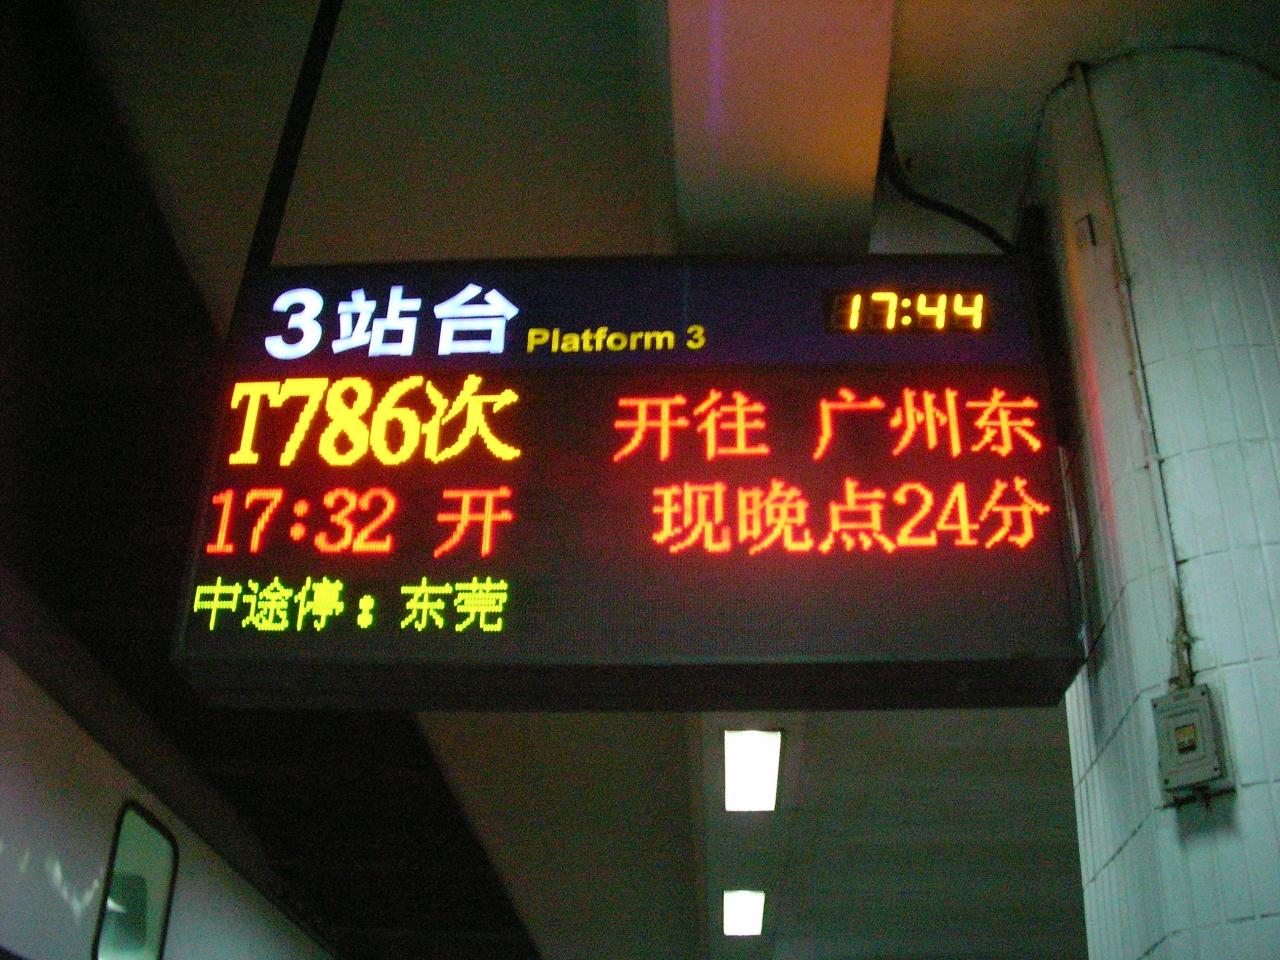 3站台 Platform 3 17:44
T786次 开往 广州东
17:32 开 现晚点24分
中途停：东莞